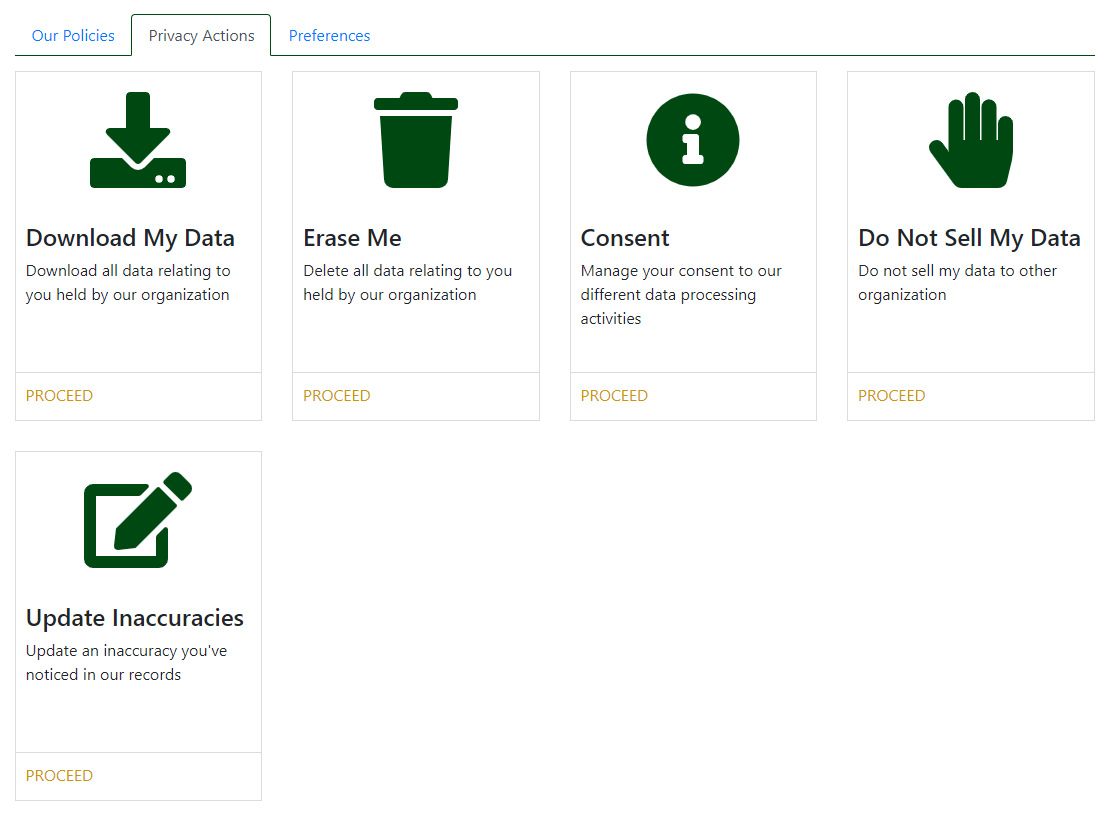 Our Policies
Privacy Actions
Preferences
Download My Data
Download all data relating to
you held by our organization
PROCEED
Erase Me
Delete all data relating to you
held by our organization
PROCEED
Consent
Manage your consent to our
different data processing
activities
PROCEED
Do Not Sell My Data
Do not sell my data to other
organization
PROCEED
Update Inaccuracies
Update an inaccuracy you've
noticed in our records
PROCEED